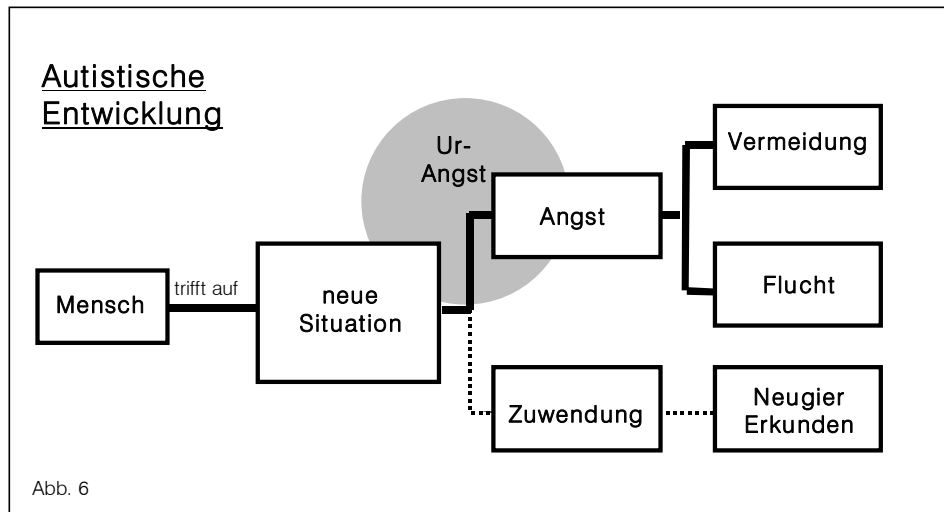 Autistische
Entwicklung
Ur-
Angst
Vermeidung
Angst
Mensch
trifft auf
neue
Situation
Flucht
Zuwendung
Neugier
Erkunden
Abb. 6